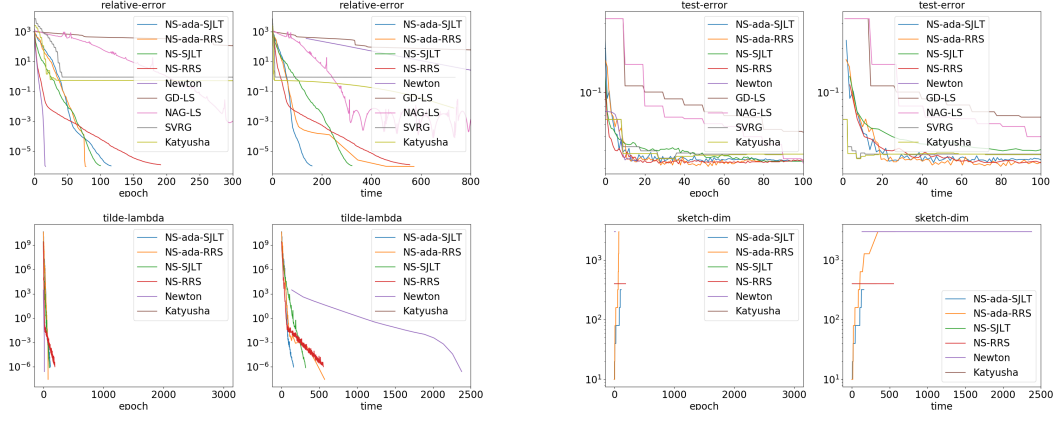 relative-error
10^3
10^1
10^-1
10^-3
10^-5
0 50 100 150 200 250 300
epoch
NS-ada-SJLT
NS-ada-RRS
NS-SJLT
NS-RRS
Newton
GD-LS
NAG-LS
SVRG
Katyusha
relative-error
10^3
10^1
10^-1
10^-3
10^-5
0 200 400 600 800
time
NS-ada-SJLT
NS-ada-RRS
NS-SJLT
NS-RRS
Newton
GD-LS
NAG-LS
SVRG
Katyusha
test-error
10^-1
0 20 40 60 80 100
epoch
NS-ada-SJLT
NS-ada-RRS
NS-SJLT
NS-RRS
Newton
GD-LS
NAG-LS
SVRG
Katyusha
test-error
10^-1
0 20 40 60 80 100
time
NS-ada-SJLT
NS-ada-RRS
NS-SJLT
NS-RRS
Newton
GD-LS
NAG-LS
SVRG
Katyusha
tilde-lambda
10^9
10^6
10^3
10^0
10^-3
10^-6
0 1000 2000 3000
epoch
NS-ada-SJLT
NS-ada-RRS
NS-SJLT
NS-RRS
Newton
Katyusha
tilde-lambda
10^9
10^6
10^3
10^0
10^-3
10^-6
0 500 1000 1500 2000 2500
time
NS-ada-SJLT
NS-ada-RRS
NS-SJLT
NS-RRS
Newton
Katyusha
sketch-dim
10^3
10^2
10^1
0 1000 2000 3000
epoch
NS-ada-SJLT
NS-ada-RRS
NS-SJLT
NS-RRS
Newton
Katyusha
sketch-dim
10^3
10^2
10^1
0 500 1000 1500 2000 2500
time
NS-ada-SJLT
NS-ada-RRS
NS-SJLT
NS-RRS
Newton
Katyusha